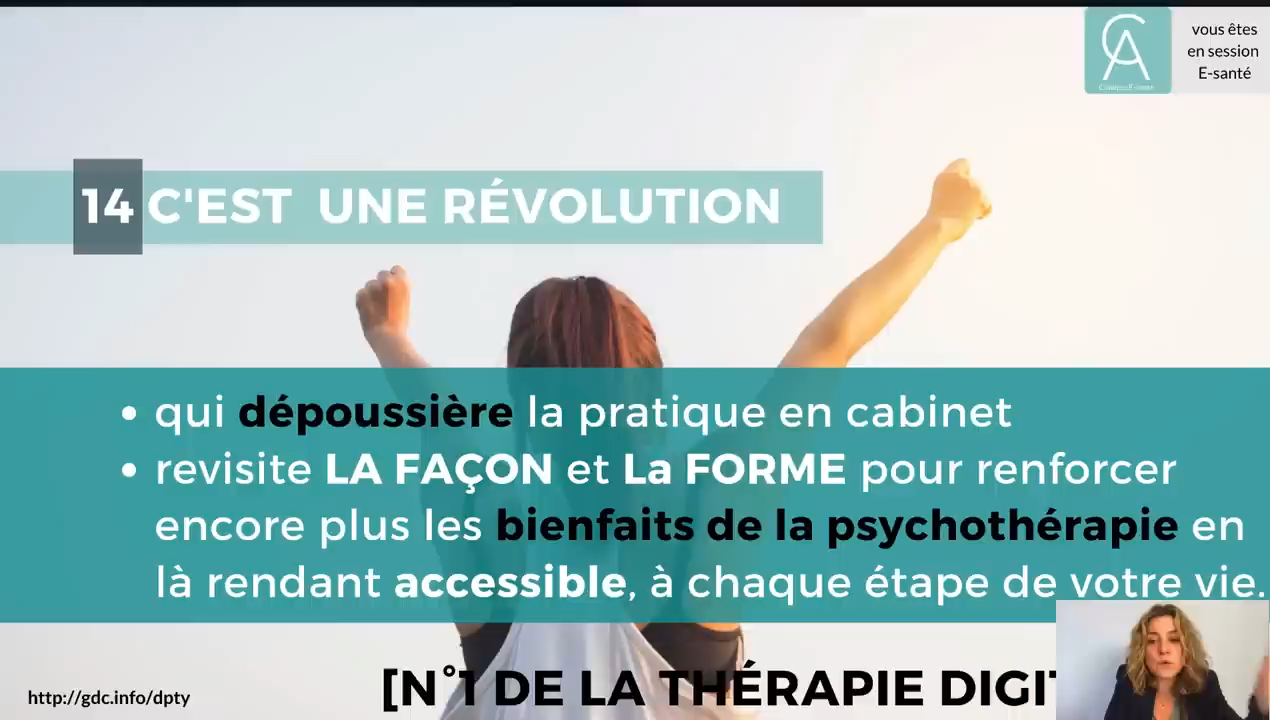 vous êtes
en session
E-santé
CA
14 C'EST UNE RÉVOLUTION
• qui dépoussière la pratique en cabinet
• revisite LA FAÇON et La FORME pour renforcer
encore plus les bienfaits de la psychothérapie en
là rendant accessible, à chaque étape de votre vie.
[N°1 DE LA THÉRAPIE DIGIT
http://gdc.info/dpty